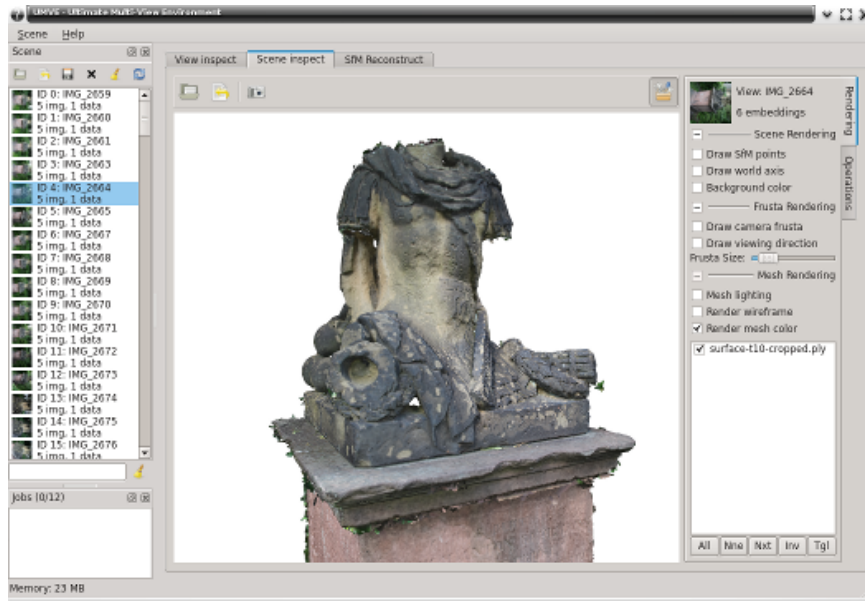 UMVE - Ultimate Multi-View Environment
Scene Help
Scene
View inspect Scene inspect SfM Reconstruct
ID 0: IMG_2659
5 img, 1 data
ID 1: IMG_2660
5 img, 1 data
ID 2: IMG_2661
5 img, 1 data
ID 3: IMG_2663
5 img, 1 data
ID 4: IMG_2664
5 img, 1 data
ID 5: IMG_2665
5 img, 1 data
ID 6: IMG_2667
5 img, 1 data
ID 7: IMG_2668
5 img, 1 data
ID 8: IMG_2669
5 img, 1 data
ID 9: IMG_2670
5 img, 1 data
ID 10: IMG_2671
5 img, 1 data
ID 11: IMG_2672
5 img, 1 data
ID 12: IMG_2673
5 img, 1 data
ID 13: IMG_2674
5 img, 1 data
ID 14: IMG_2675
5 img, 1 data
ID 15: IMG_2676
5 img, 1 data
Jobs (0/12)
Memory: 23 MB
View: IMG_2664
6 embeddings
Scene Rendering
Draw SfM points
Draw world axis
Background color
Frusta Rendering
Draw camera frusta
Draw viewing direction
Frusta Size:
Mesh Rendering
Mesh lighting
Render wireframe
Render mesh color
surface-t10-cropped.ply
All Nne Nxt Inv Tgl
Rendering
Operations